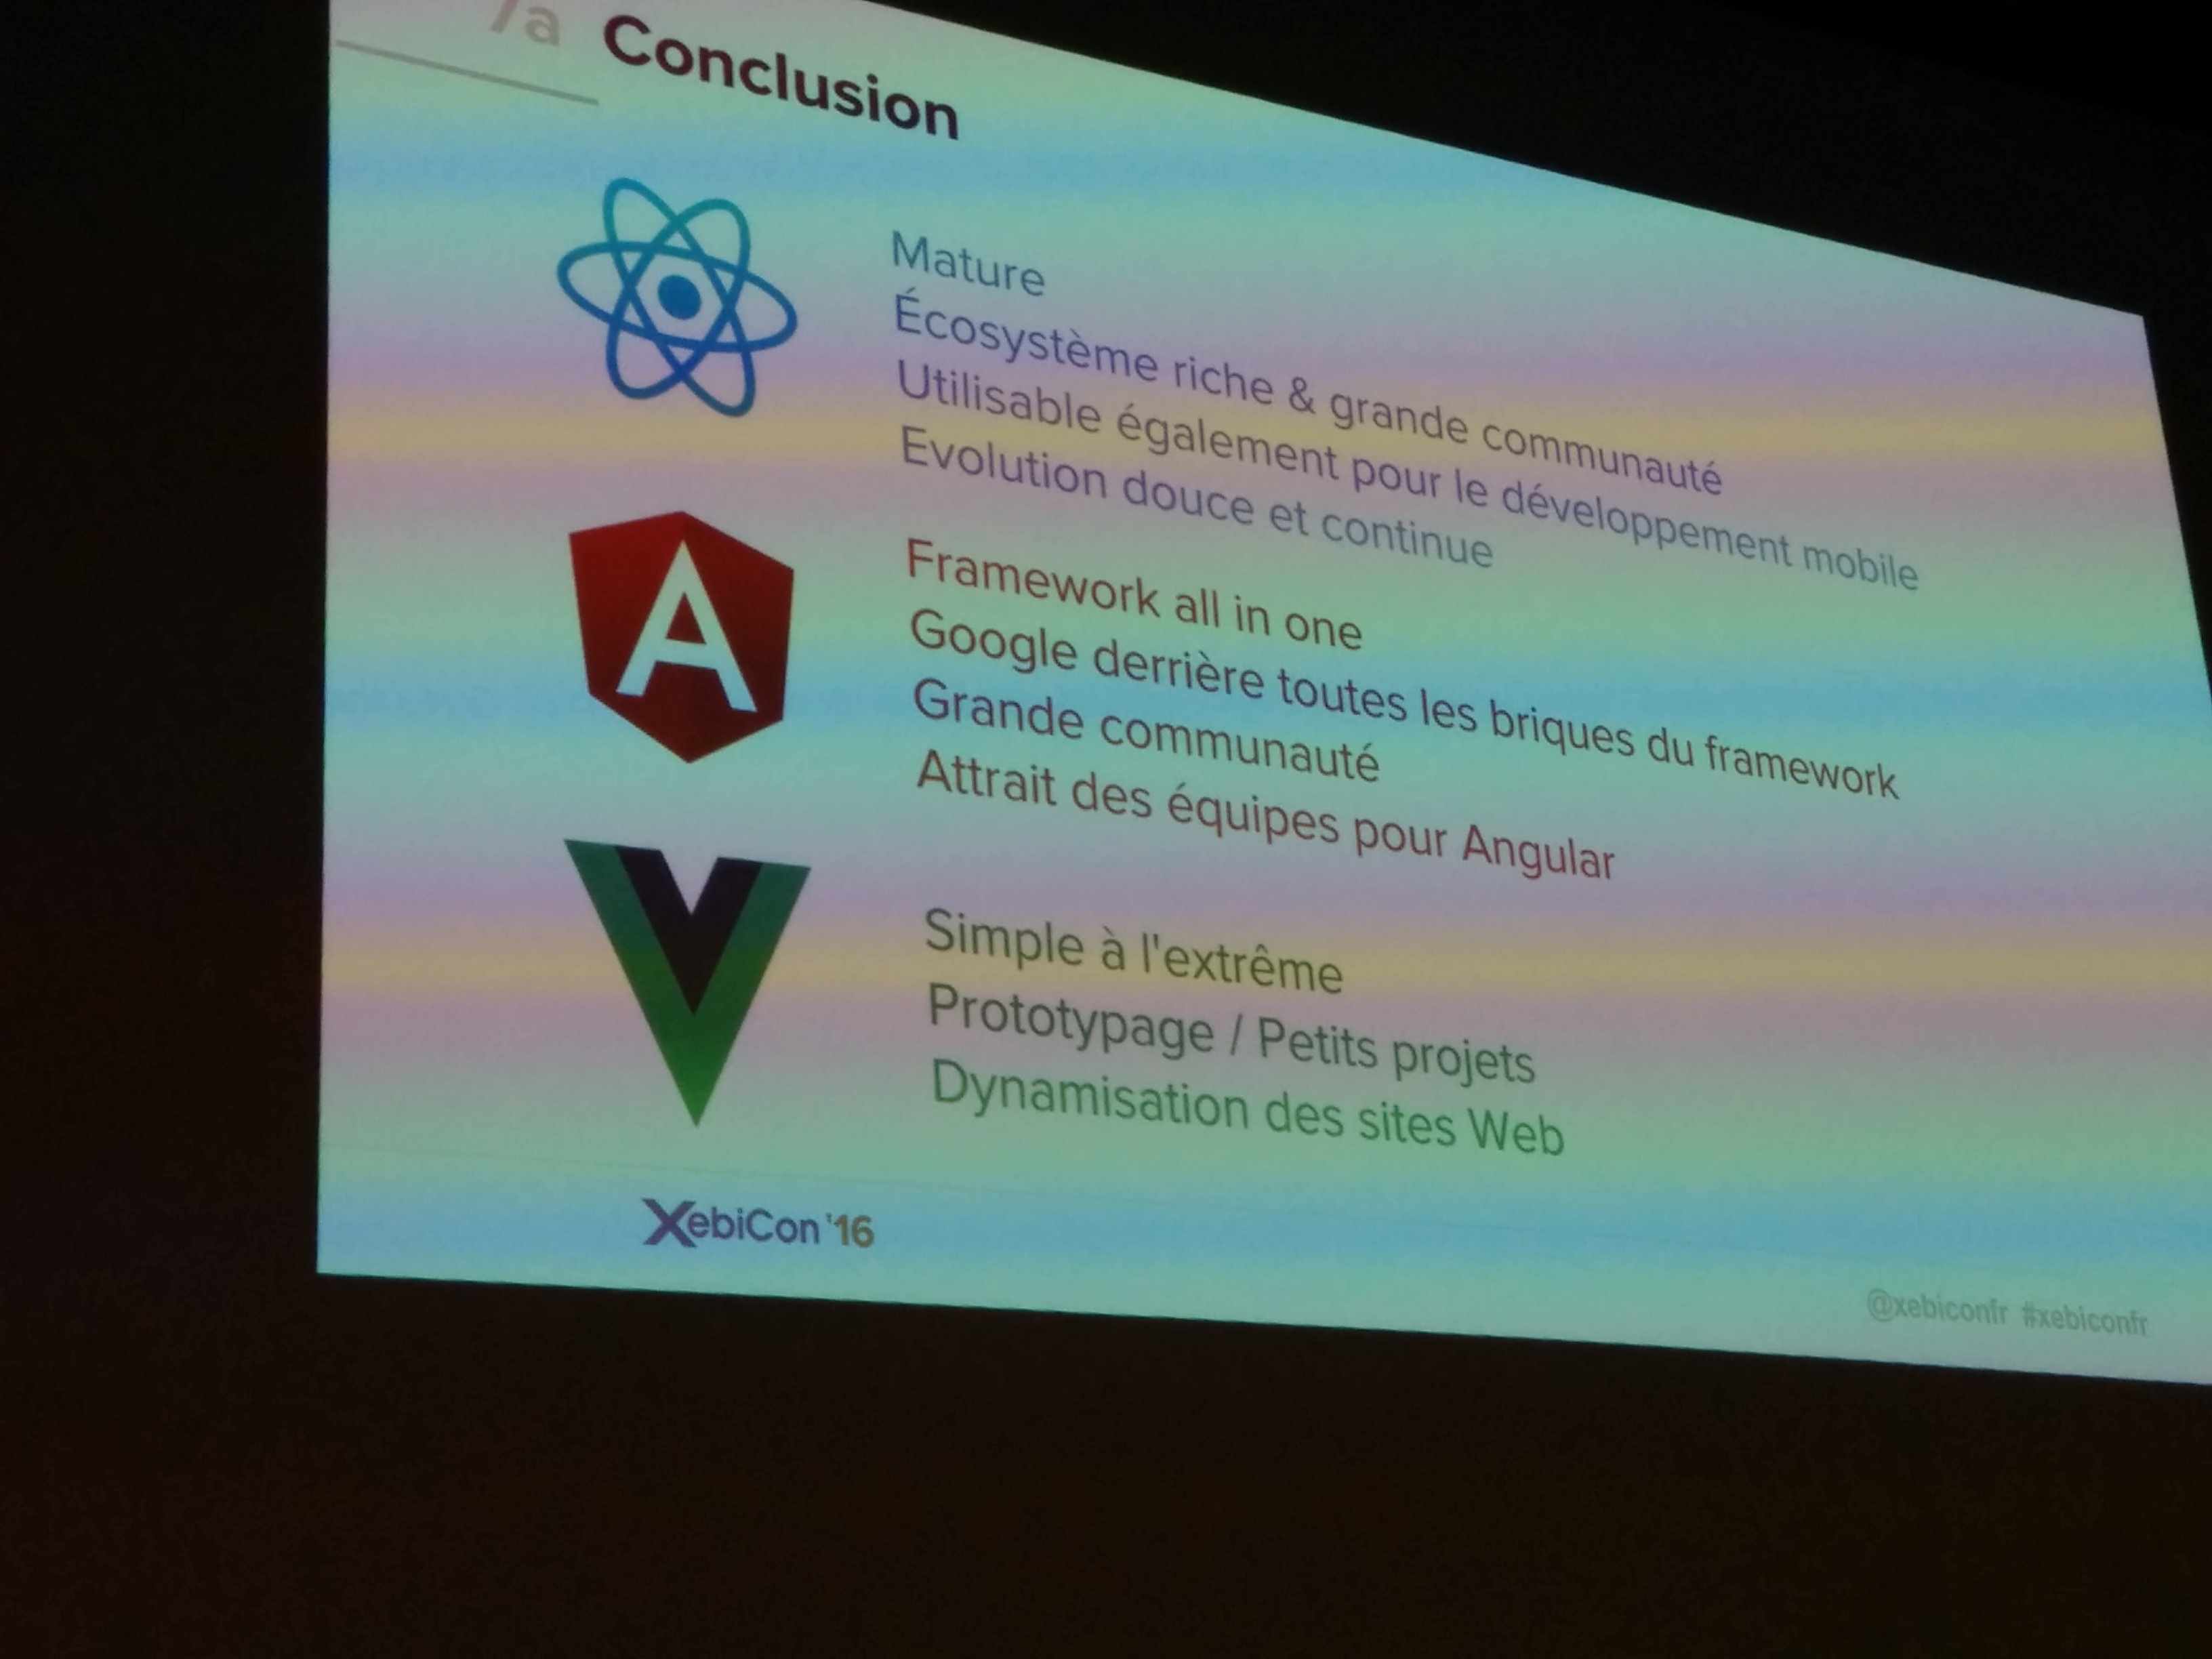 7a Conclusion
Mature
Écosystème riche & grande communauté
Utilisable également pour le développement mobile
Evolution douce et continue
Framework all in one
Google derrière toutes les briques du framework
Grande communauté
Attrait des équipes pour Angular
Simple à l'extrême
Prototypage / Petits projets
Dynamisation des sites Web
XebiCon '16
@xebiconfr #xebiconfr